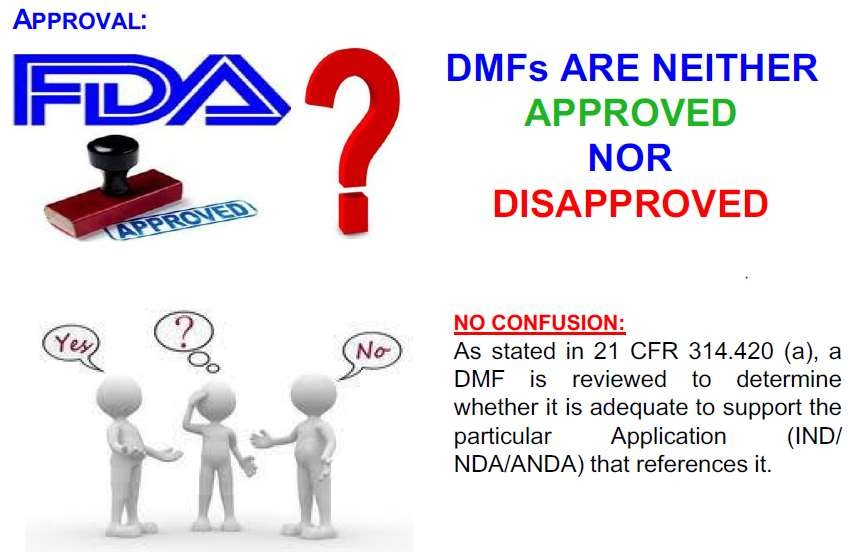 APPROVAL:
FDA
APPROVED
DMFs ARE NEITHER
APPROVED
NOR
DISAPPROVED
Yes
?
No
NO CONFUSION:
As stated in 21 CFR 314.420 (a), a
DMF is reviewed to determine
whether it is adequate to support the
particular Application (IND/
NDA/ANDA) that references it.